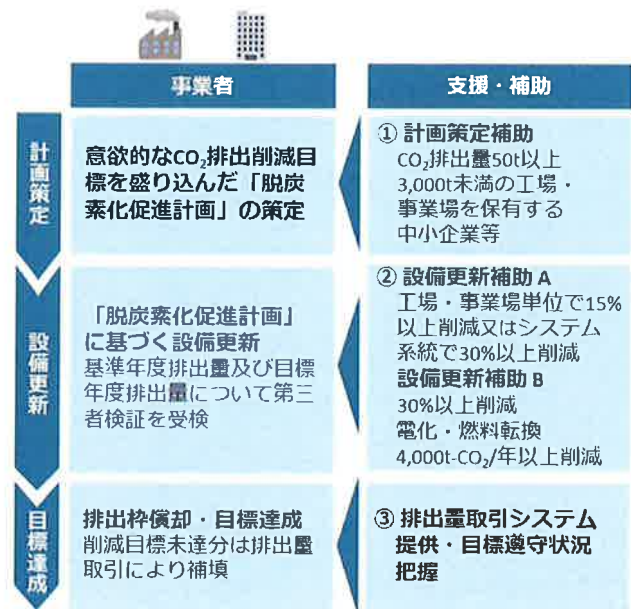 事業者
支援・補助
計画策定
意欲的なCO₂排出削減目
標を盛り込んだ「脱炭
素化促進計画」の策定
① 計画策定補助
CO₂排出量50t以上
3,000t未満の工場・
事業場を保有する
中小企業等
設備更新
「脱炭素化促進計画」
に基づく設備更新
基準年度排出量及び目標
年度排出量について第三
者検証を受検
② 設備更新補助 A
工場・事業場単位で15%
以上削減又はシステム
系統で30%以上削減
設備更新補助 B
30%以上削減
電化・燃料転換
4,000t-CO₂/年以上削減
目標達成
排出枠償却・目標達成
削減目標未達分は排出量
取引により補填
③ 排出量取引システム
提供・目標遵守状況
把握